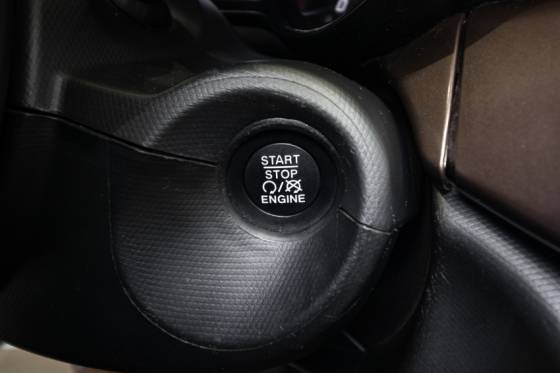 START
STOP
/
ENGINE